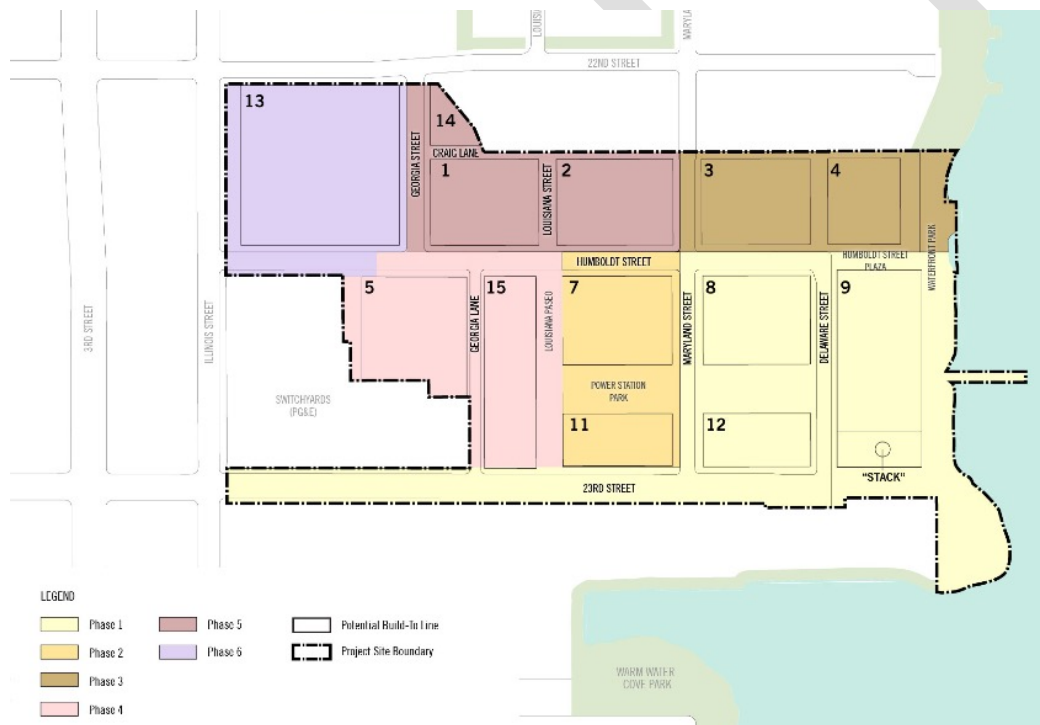 LOUISI
MARYLA
22ND STREET
13
14
CRAIG LANE
GEORGIA STREET
1
LOUISIANA STREET
2
3
4
WATERFRONT PARK
HUMBOLDT STREET
HUMBOLDT STREET
PLAZA
3RD STREET
ILLINOIS STREET
5
GEORGIA LANE
15
LOUISIANA PASEO
7
MARYLAND STREET
8
DELAWARE STREET
9
SWITCHYARDS
(PG&E)
POWER STATION
PARK
11
12
"STACK"
23RD STREET
LEGEND
Phase 1
Phase 5
Potential Build-To Line
Phase 2
Phase 6
Project Site Boundary
Phase 3
Phase 4
WARM WATER
COVE PARK